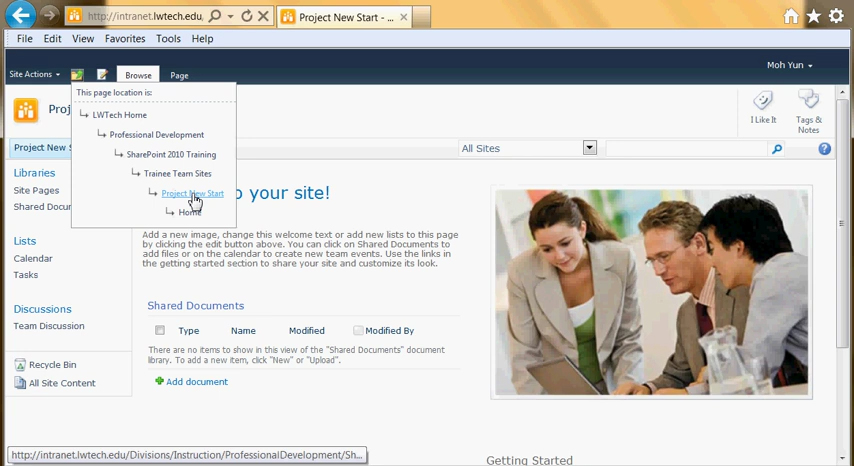 http://intranet.lwtech.edu,
Project New Start - ...
File Edit View Favorites Tools Help
Site Actions
Browse
Page
Moh Yun
This page location is:
LWTech Home
Professional Development
SharePoint 2010 Training
Trainee Team Sites
Project New Start
Home
Proj
I Like It
Tags &
Notes
Project New S
All Sites
Libraries
Site Pages
Shared Docu
Lists
Calendar
Tasks
Discussions
Team Discussion
Recycle Bin
All Site Content
o your site!
Add a new image, change this welcome text or add new lists to this page
by clicking the edit button above. You can click on Shared Documents to
add files or on the calendar to create new team events. Use the links in
the getting started section to share your site and customize its look.
Shared Documents
Type Name Modified Modified By
There are no items to show in this view of the "Shared Documents" document
library. To add a new item, click "New" or "Upload".
Add document
Getting Started
http://intranet.lwtech.edu/Divisions/Instruction/ProfessionalDevelopment/Sh...